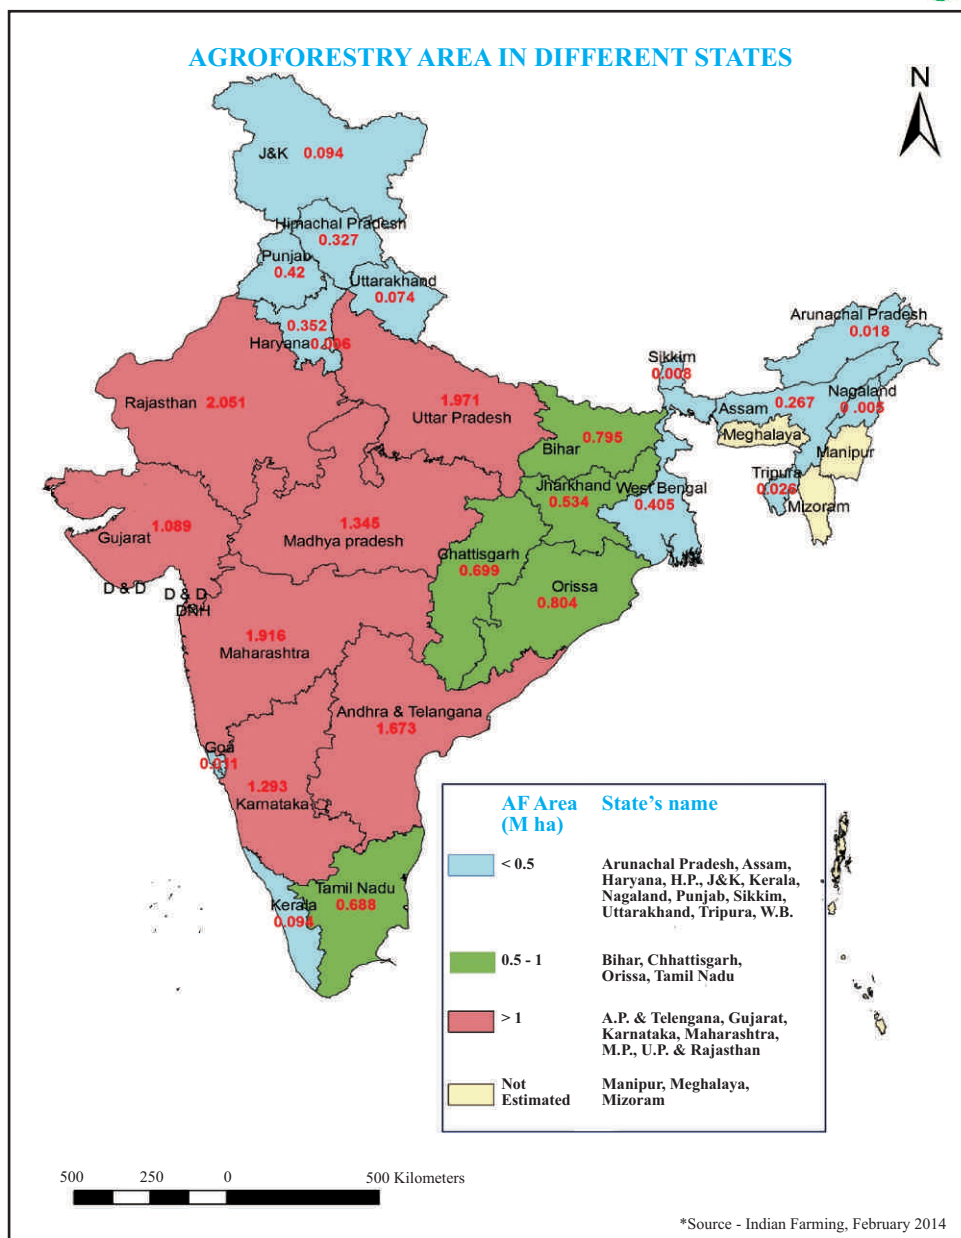 AGROFORESTRY AREA IN DIFFERENT STATES
N
J&K 0.094
Himachal Pradesh
0.327
Punjab
0.42
Uttarakhand
0.074
0.352
Haryana 0.006
Arunachal Pradesh
0.018
Sikkim
0.008
Nagaland
0.005
Assam 0.267
Meghalaya
Manipur
Tripura
0.026
Mizoram
Rajasthan 2.051
1.971
Uttar Pradesh
0.795
Bihar
Jharkhand
0.534
West Bengal
0.405
1.089
Gujarat
1.345
Madhya pradesh
Chattisgarh
0.699
Orissa
0.804
D & D
D & D
DNH
1.916
Maharashtra
Andhra & Telangana
1.673
Goa
0.011
1.293
Karnataka
Tamil Nadu
0.688
Kerala
0.094
AF Area State's name
(M ha)
< 0.5 Arunachal Pradesh, Assam,
Haryana, H.P., J&K, Kerala,
Nagaland, Punjab, Sikkim,
Uttarakhand, Tripura, W.B.
0.5 - 1 Bihar, Chhattisgarh,
Orissa, Tamil Nadu
> 1 A.P. & Telengana, Gujarat,
Karnataka, Maharashtra,
M.P., U.P. & Rajasthan
Not Manipur, Meghalaya,
Estimated Mizoram
500 250 0 500 Kilometers
*Source - Indian Farming, February 2014